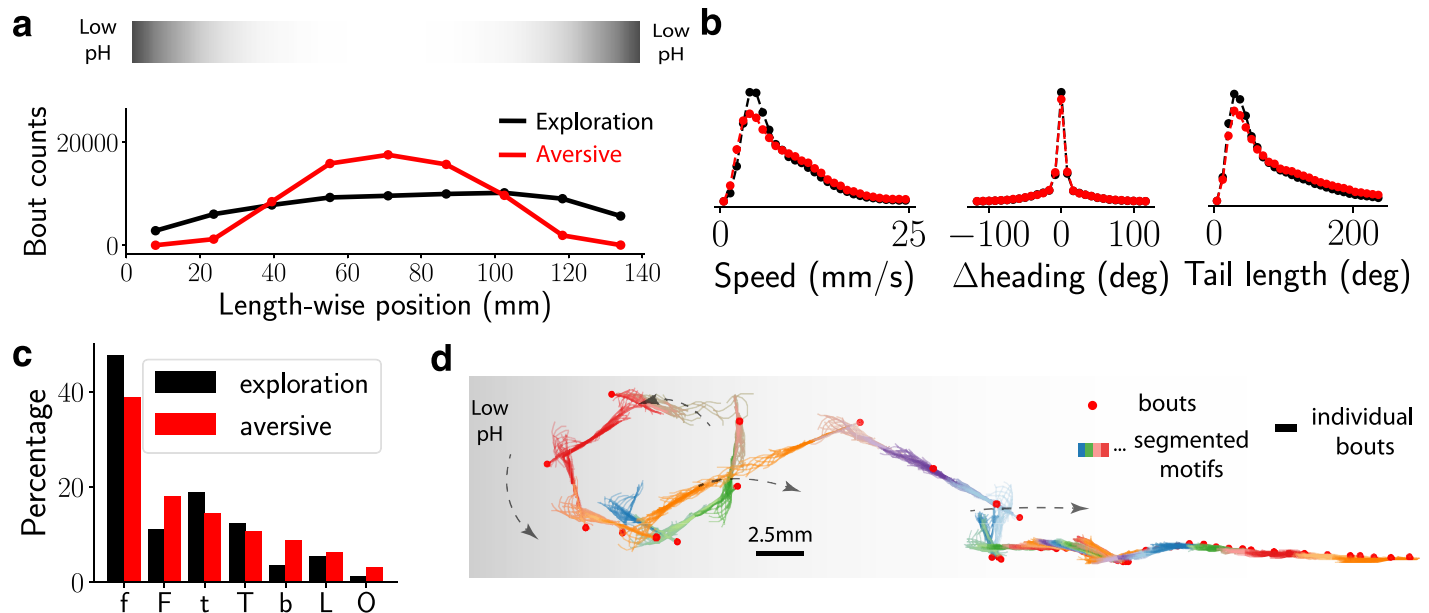 a
Low pH
Low pH
Bout counts
20000
0
Exploration
Aversive
0 20 40 60 80 100 120 140
Length-wise position (mm)
b
0 25
Speed (mm/s)
−100 0 100
Δheading (deg)
0 200
Tail length (deg)
c
Percentage
40
20
0
exploration
aversive
f F t T b L O
d
Low pH
2.5mm
bouts
... segmented motifs
individual bouts